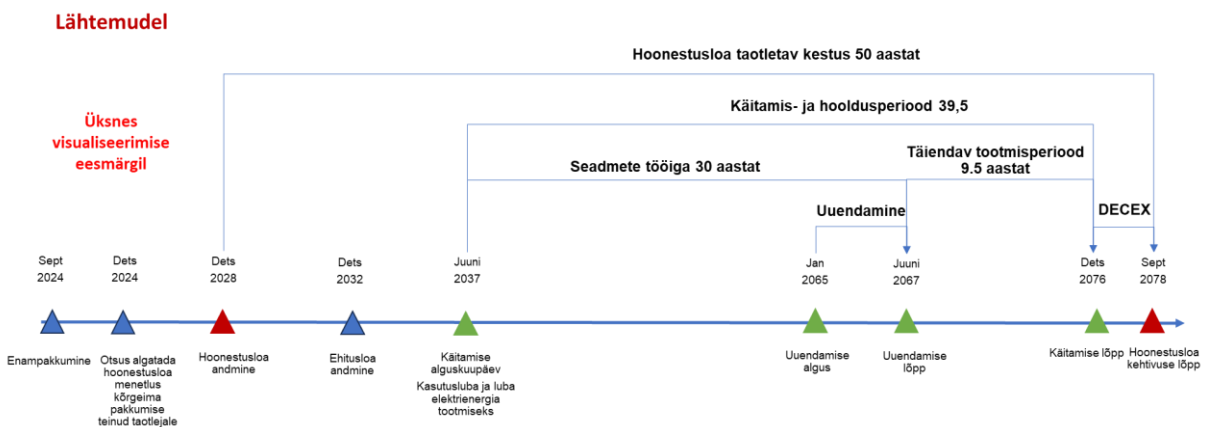 Lähtemudel
Hoonestusloa taotletav kestus 50 aastat
Üksnes
visualiseerimise
eesmärgil
Käitamis- ja hooldusperiood 39,5
Seadmete tööiga 30 aastat
Täiendav tootmisperiood
9.5 aastat
Uuendamine
DECEX
Sept
2024
Dets
2024
Dets
2028
Dets
2032
Juuni
2037
Jan
2065
Juuni
2067
Dets
2076
Sept
2078
Enampakkumine
Otsus algatada
hoonestusloa
menetlus
kõrgeima
pakkumise
teinud taotlejale
Hoonestusloa
andmine
Ehitusloa
andmine
Käitamise
alguskuupäev
Kasutusluba ja luba
elektrienergia
tootmiseks
Uuendamise
algus
Uuendamise
lõpp
Käitamise lõpp
Hoonestusloa
kehtivuse lõpp